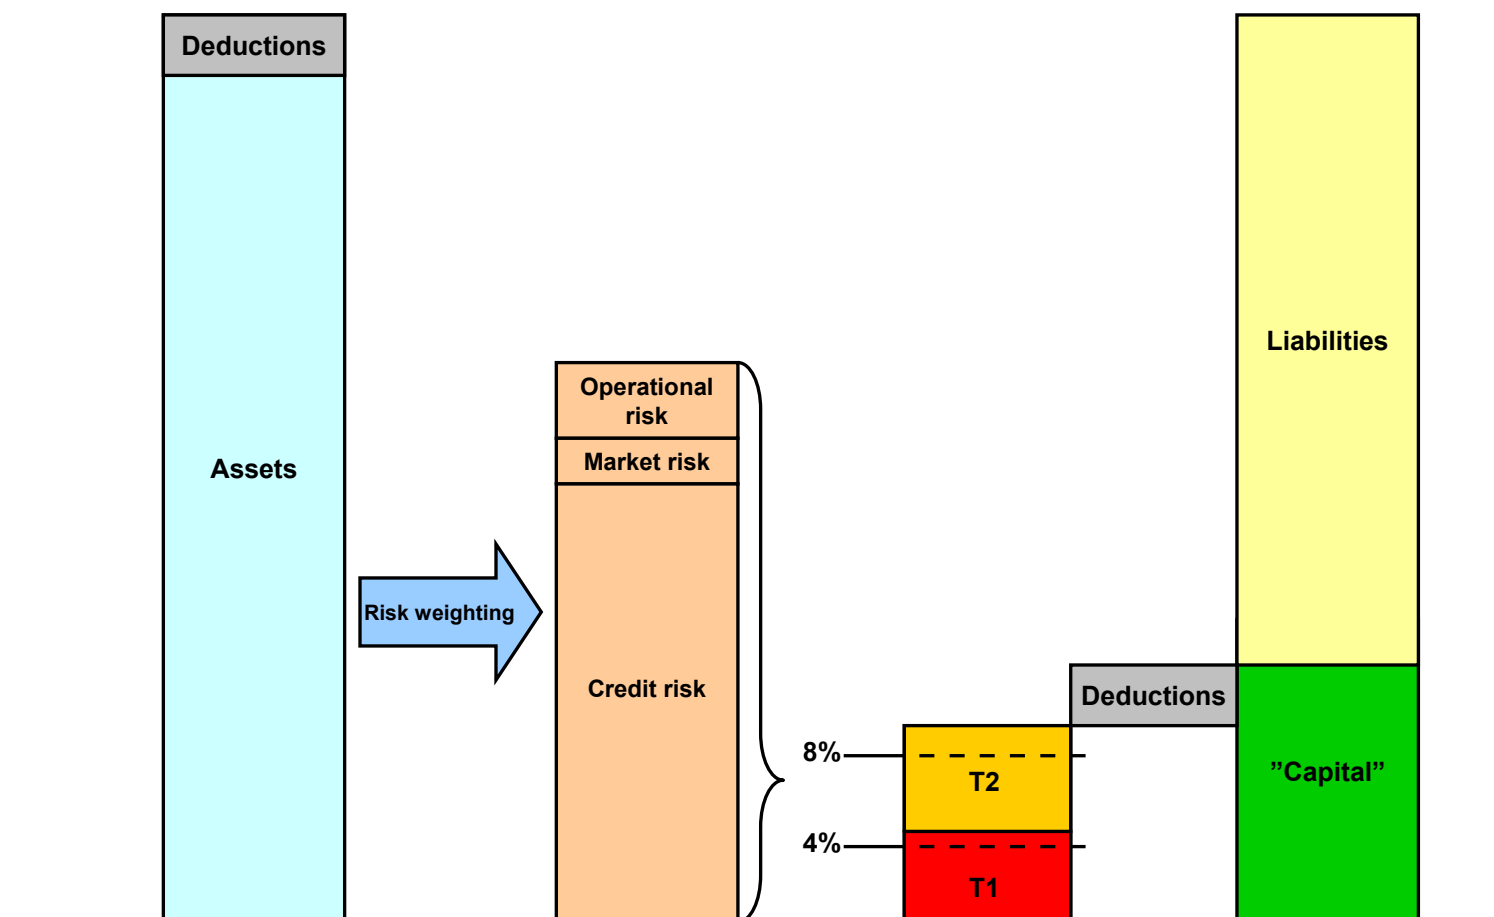 Deductions
Assets
Risk weighting
Operational
risk
Market risk
Credit risk
8%
4%
T2
T1
Deductions
Liabilities
”Capital”